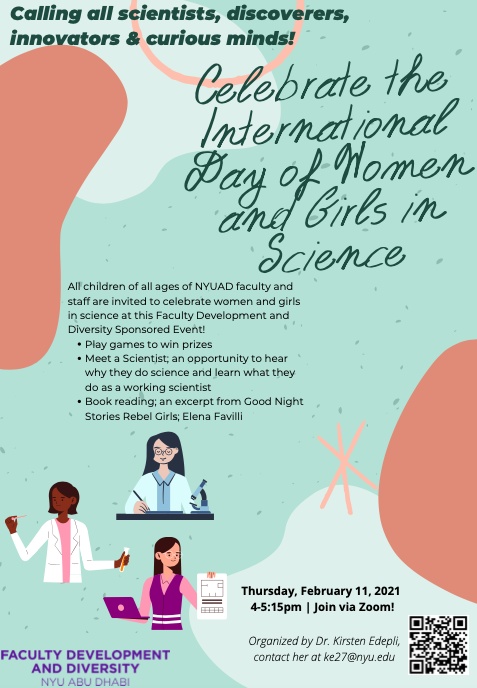 Calling all scientists, discoverers,
innovators & curious minds!
Celebrate the
International
Day of Women
and Girls in
Science
All children of all ages of NYUAD faculty and
staff are invited to celebrate women and girls
in science at this Faculty Development and
Diversity Sponsored Event!
• Play games to win prizes
• Meet a Scientist; an opportunity to hear
why they do science and learn what they
do as a working scientist
• Book reading; an excerpt from Good Night
Stories Rebel Girls; Elena Favilli
Thursday, February 11, 2021
4-5:15pm | Join via Zoom!
Organized by Dr. Kirsten Edepli,
contact her at ke27@nyu.edu
FACULTY DEVELOPMENT
AND DIVERSITY
NYU ABU DHABI